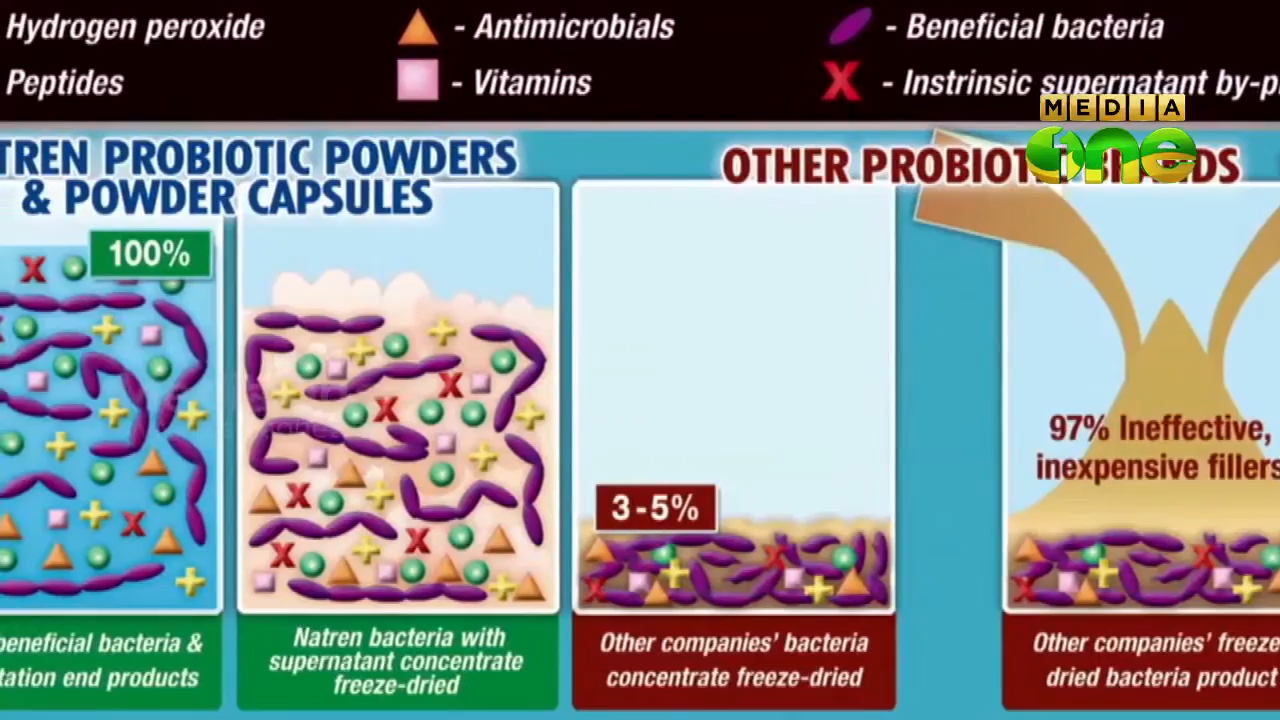 Hydrogen peroxide
- Antimicrobials
- Beneficial bacteria
Peptides
- Vitamins
- Instrinsic supernatant by-p
MEDIA
one
TREN PROBIOTIC POWDERS
& POWDER CAPSULES
OTHER PROBIOT
100%
3-5%
97% Ineffective,
inexpensive fillers
beneficial bacteria &
tation end products
Natren bacteria with
supernatant concentrate
freeze-dried
Other companies' bacteria
concentrate freeze-dried
Other companies' freeze
dried bacteria product